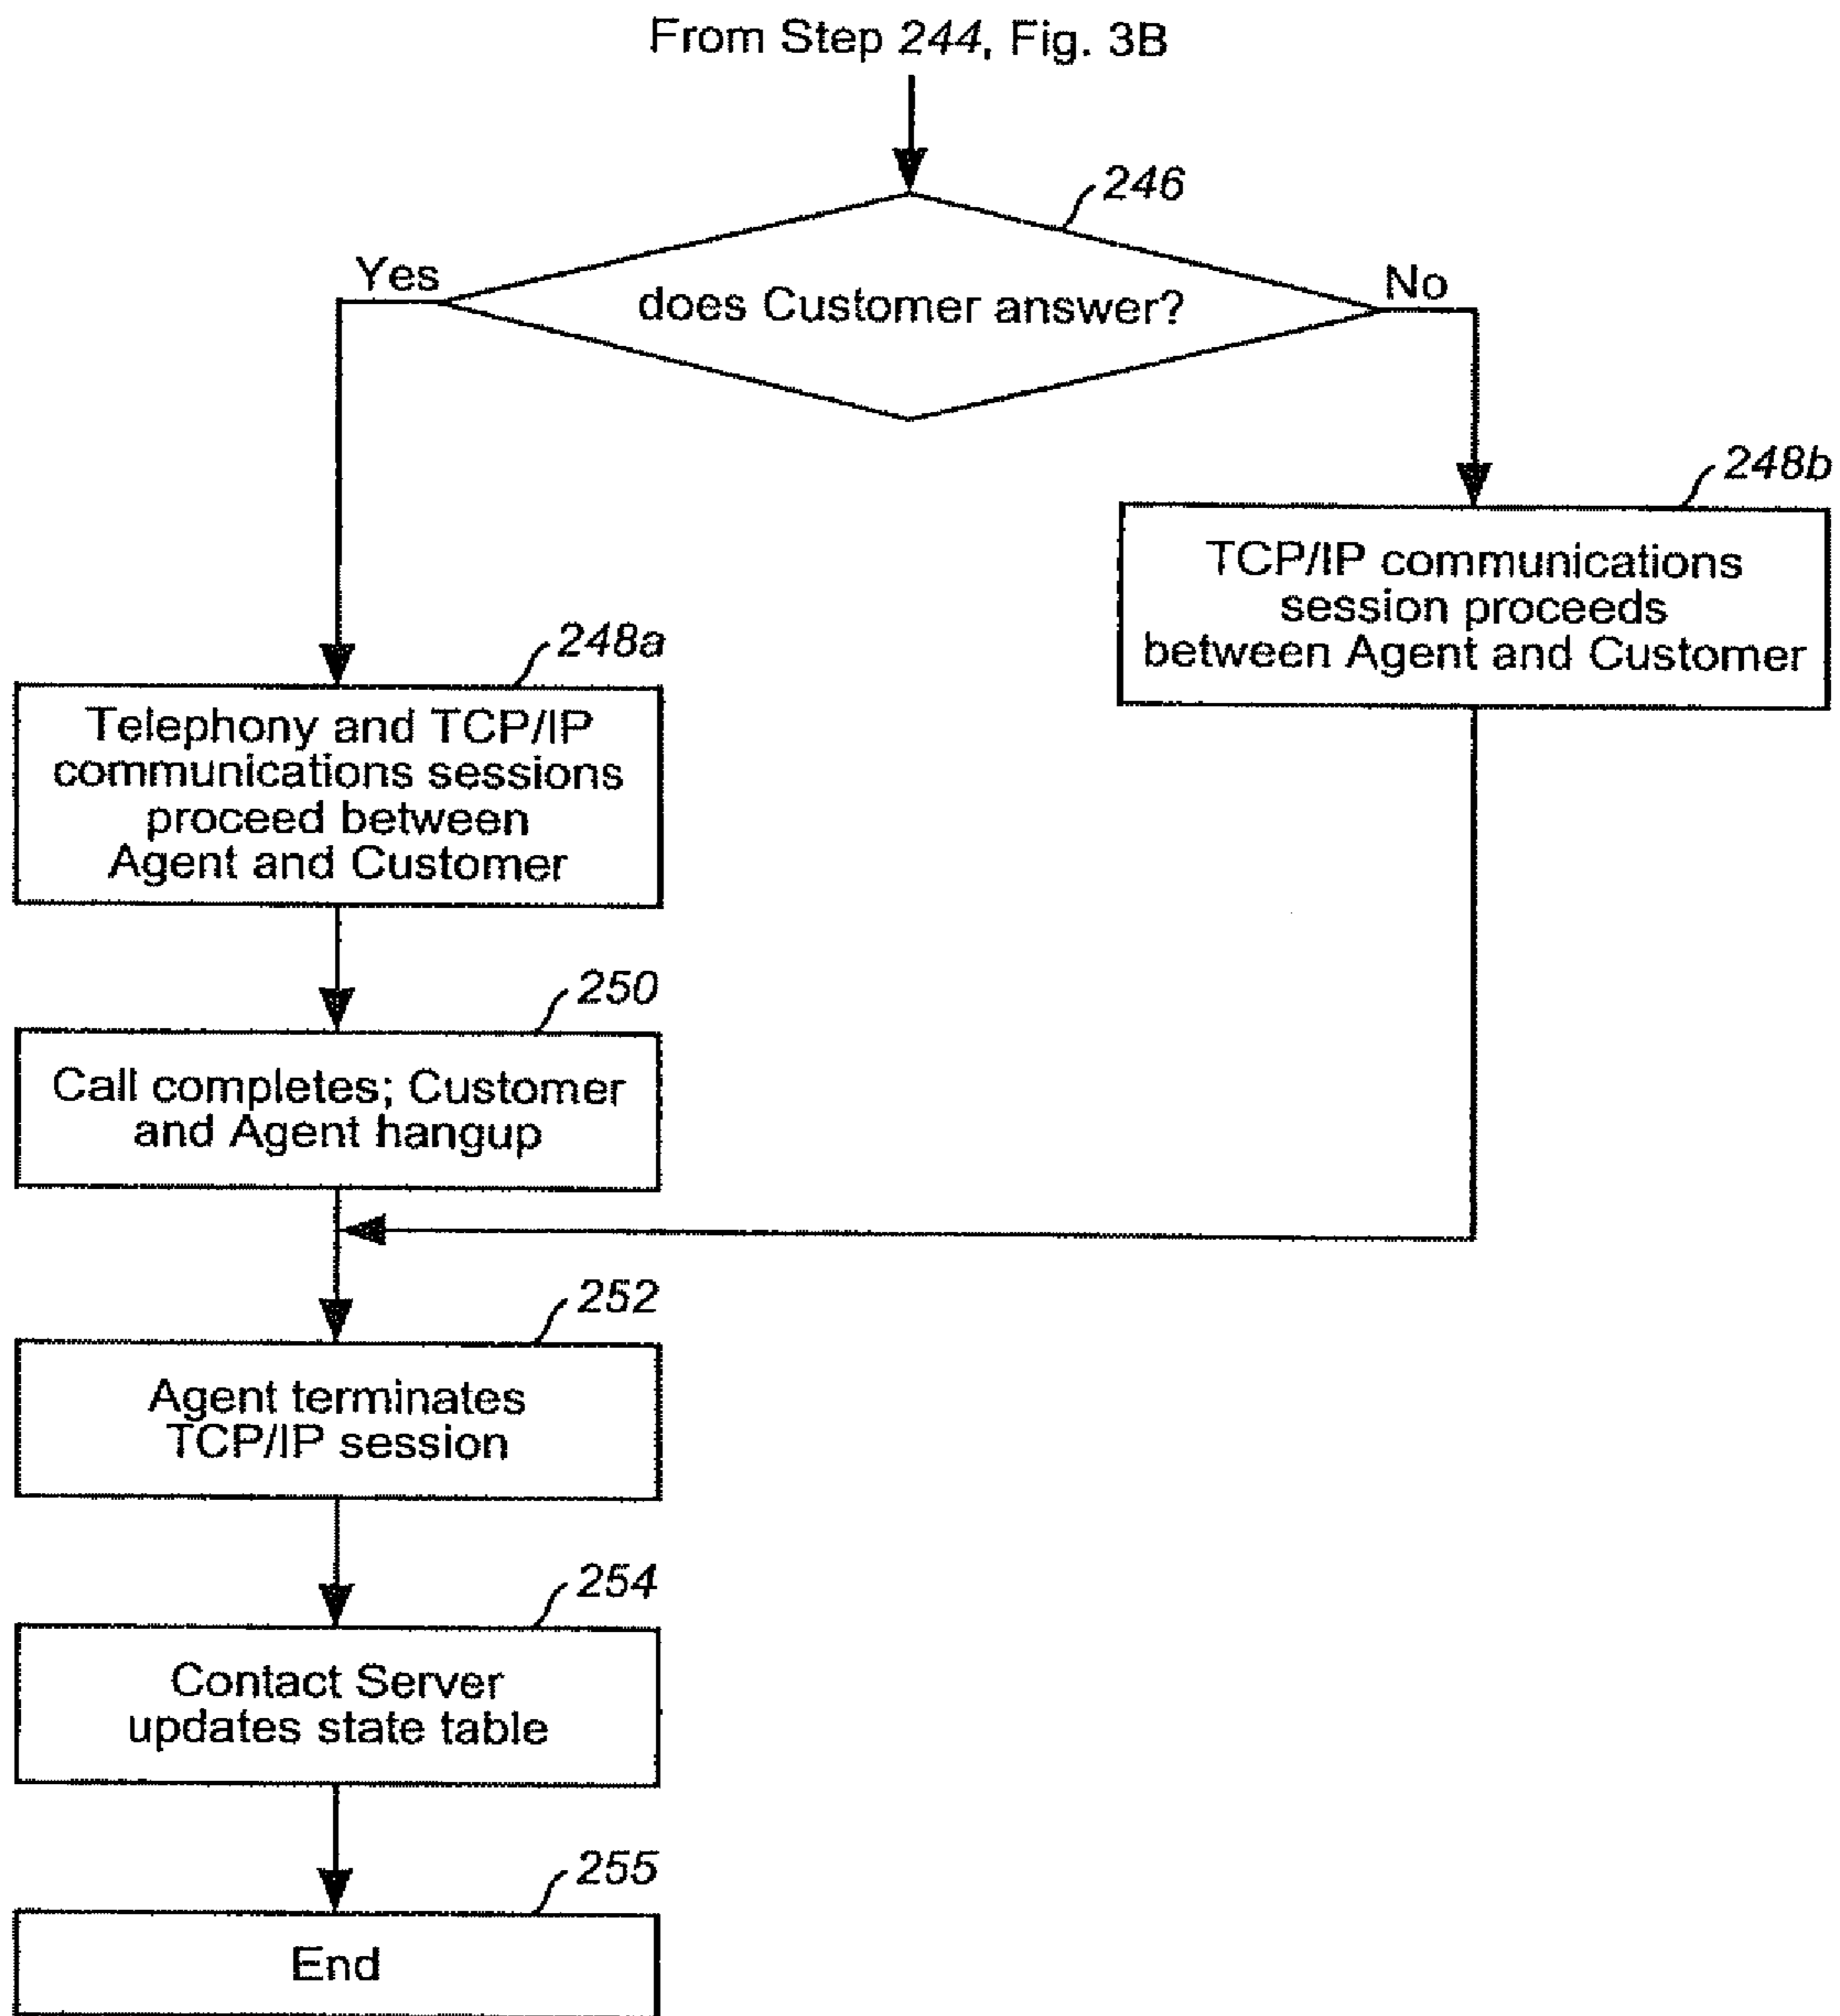 From Step 244, Fig. 3B
246
Yes
does Customer answer?
No
248b
TCP/IP communications
session proceeds
between Agent and Customer
248a
Telephony and TCP/IP
communications sessions
proceed between
Agent and Customer
250
Call completes; Customer
and Agent hangup
252
Agent terminates
TCP/IP session
254
Contact Server
updates state table
255
End